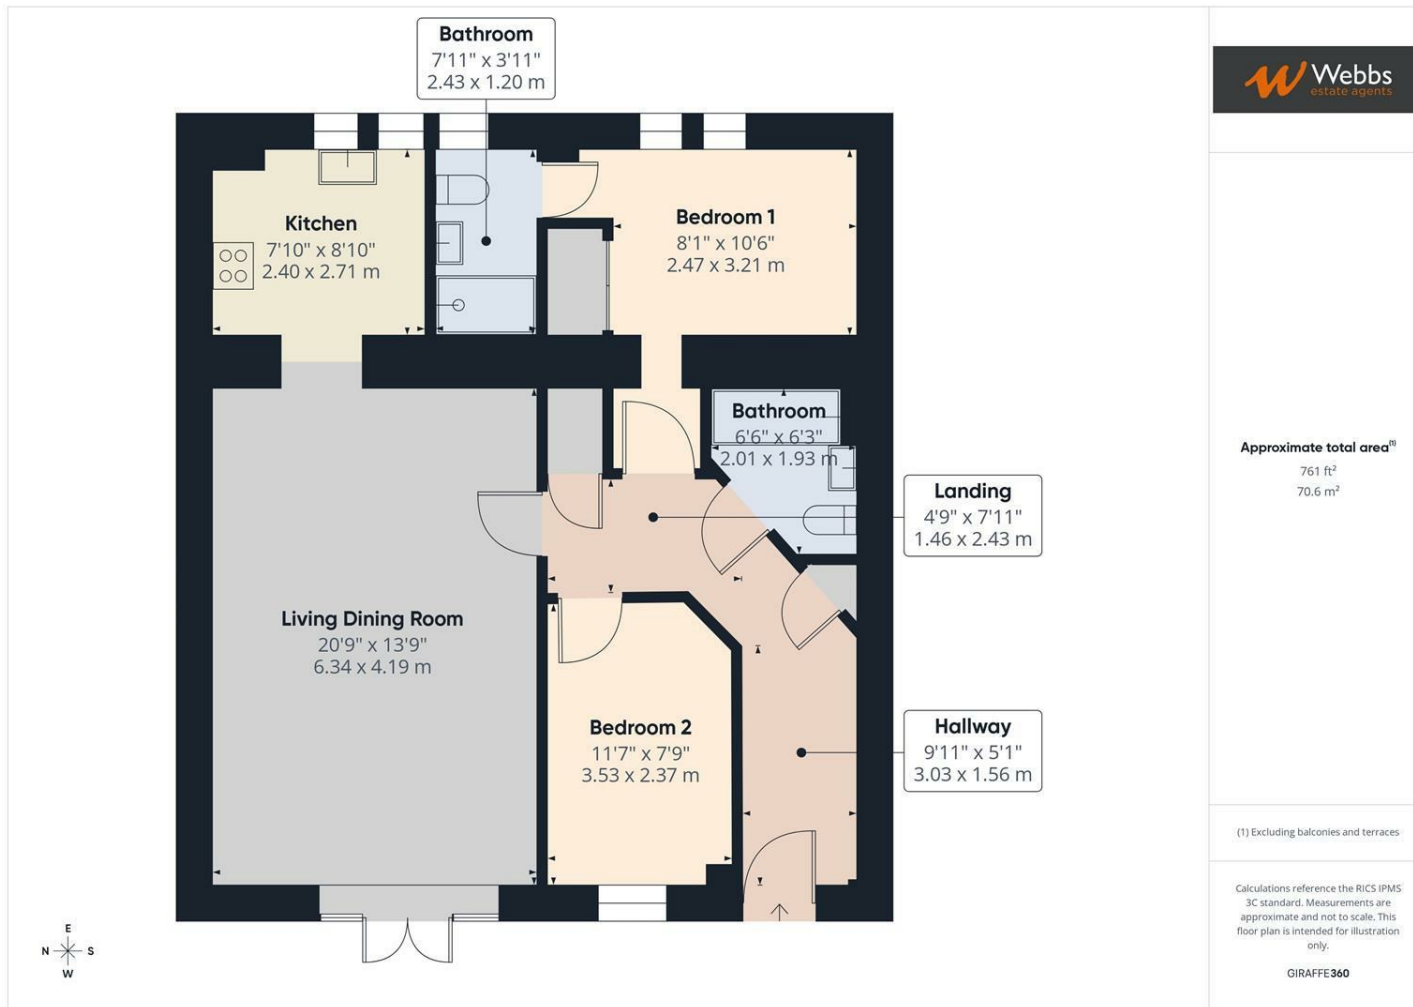 Bathroom
7'11" x 3'11"
2.43 x 1.20 m
Webbs
estate agents
Kitchen
7'10" x 8'10"
2.40 x 2.71 m
Bedroom 1
8'1" x 10'6"
2.47 x 3.21 m
Bathroom
6'6" x 6'3"
2.01 x 1.93 m
Landing
4'9" x 7'11"
1.46 x 2.43 m
Living Dining Room
20'9" x 13'9"
6.34 x 4.19 m
Bedroom 2
11'7" x 7'9"
3.53 x 2.37 m
Hallway
9'11" x 5'1"
3.03 x 1.56 m
E
N S
W
Approximate total area(1)
761 ft²
70.6 m²
(1) Excluding balconies and terraces
Calculations reference the RICS IPMS
3C standard. Measurements are
approximate and not to scale. This
floor plan is intended for illustration
only.
GIRAFFE360